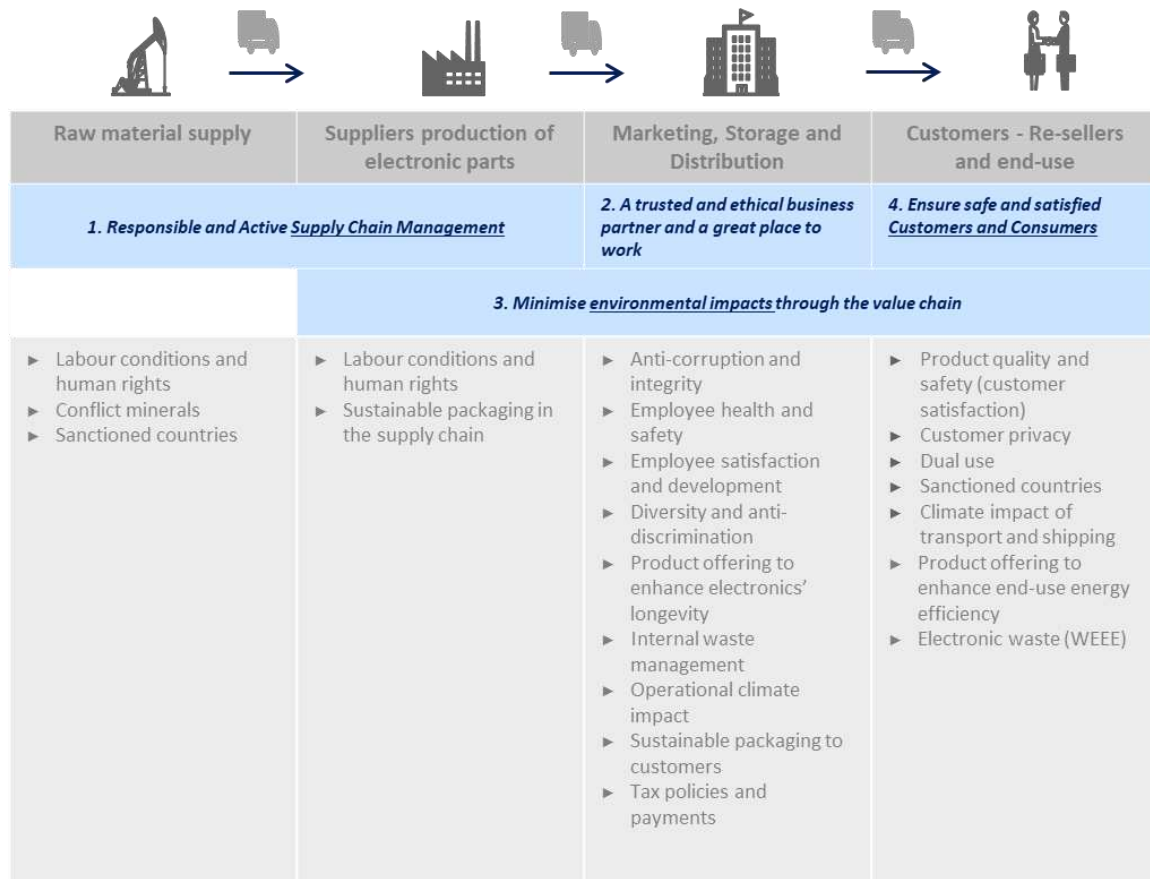 Raw material supply
Suppliers production of
electronic parts
Marketing, Storage and
Distribution
Customers - Re-sellers
and end-use
1. Responsible and Active Supply Chain Management
2. A trusted and ethical business
partner and a great place to
work
4. Ensure safe and satisfied
Customers and Consumers
3. Minimise environmental impacts through the value chain
► Labour conditions and
human rights
► Conflict minerals
► Sanctioned countries
► Labour conditions and
human rights
► Sustainable packaging in
the supply chain
► Anti-corruption and
integrity
► Employee health and
safety
► Employee satisfaction
and development
► Diversity and anti-
discrimination
► Product offering to
enhance electronics’
longevity
► Internal waste
management
► Operational climate
impact
► Sustainable packaging to
customers
► Tax policies and
payments
► Product quality and
safety (customer
satisfaction)
► Customer privacy
► Dual use
► Sanctioned countries
► Climate impact of
transport and shipping
► Product offering to
enhance end-use energy
efficiency
► Electronic waste (WEEE)